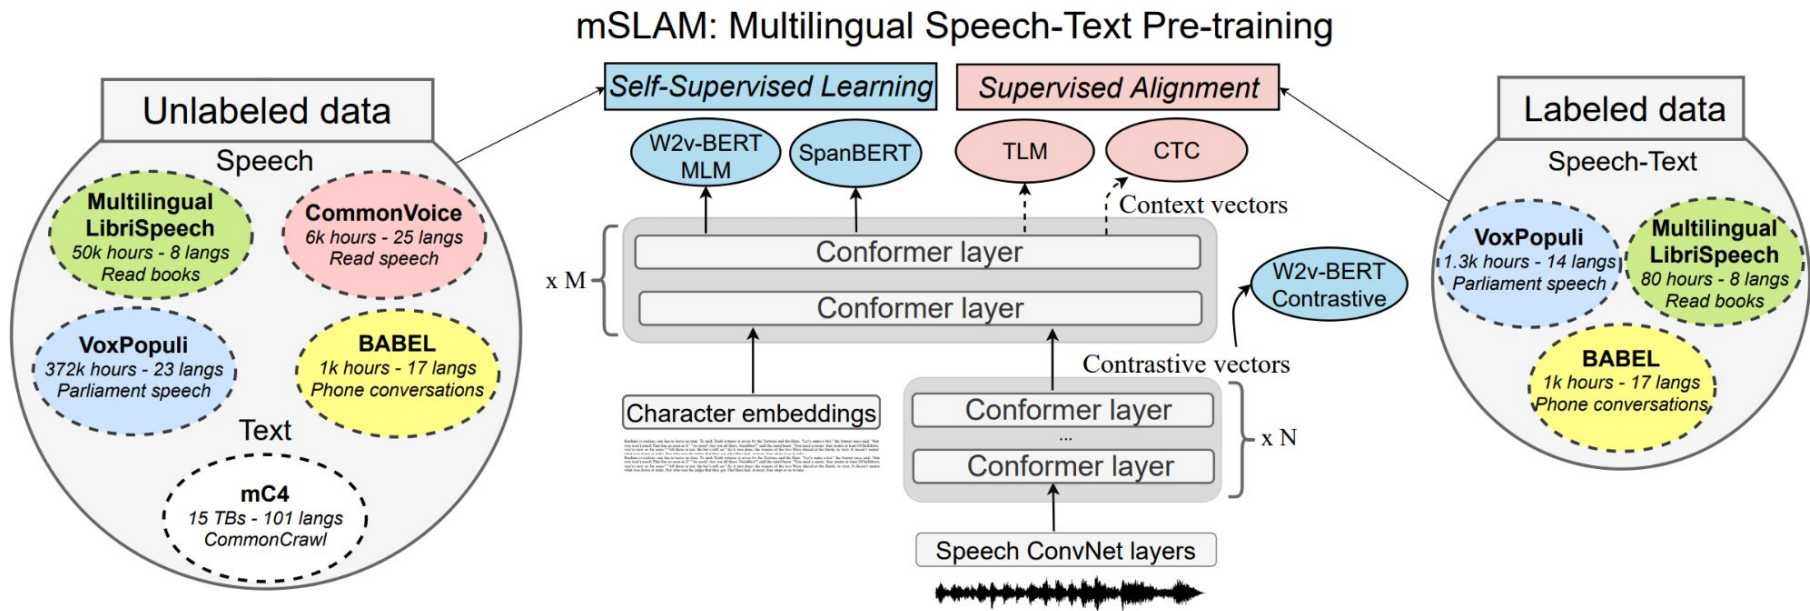 mSLAM: Multilingual Speech-Text Pre-training
Unlabeled data
Speech
Multilingual
LibriSpeech
50k hours - 8 langs
Read books
CommonVoice
6k hours - 25 langs
Read speech
VoxPopuli
372k hours - 23 langs
Parliament speech
BABEL
1k hours - 17 langs
Phone conversations
Text
mC4
15 TBs - 101 langs
CommonCrawl
Self-Supervised Learning
Supervised Alignment
W2v-BERT
MLM
SpanBERT
TLM
CTC
Context vectors
x M
Conformer layer
Conformer layer
W2v-BERT
Contrastive
Contrastive vectors
Character embeddings
Conformer layer
...
Conformer layer
x N
Speech ConvNet layers
Labeled data
Speech-Text
VoxPopuli
1.3k hours - 14 langs
Parliament speech
Multilingual
LibriSpeech
80 hours - 8 langs
Read books
BABEL
1k hours - 17 langs
Phone conversations